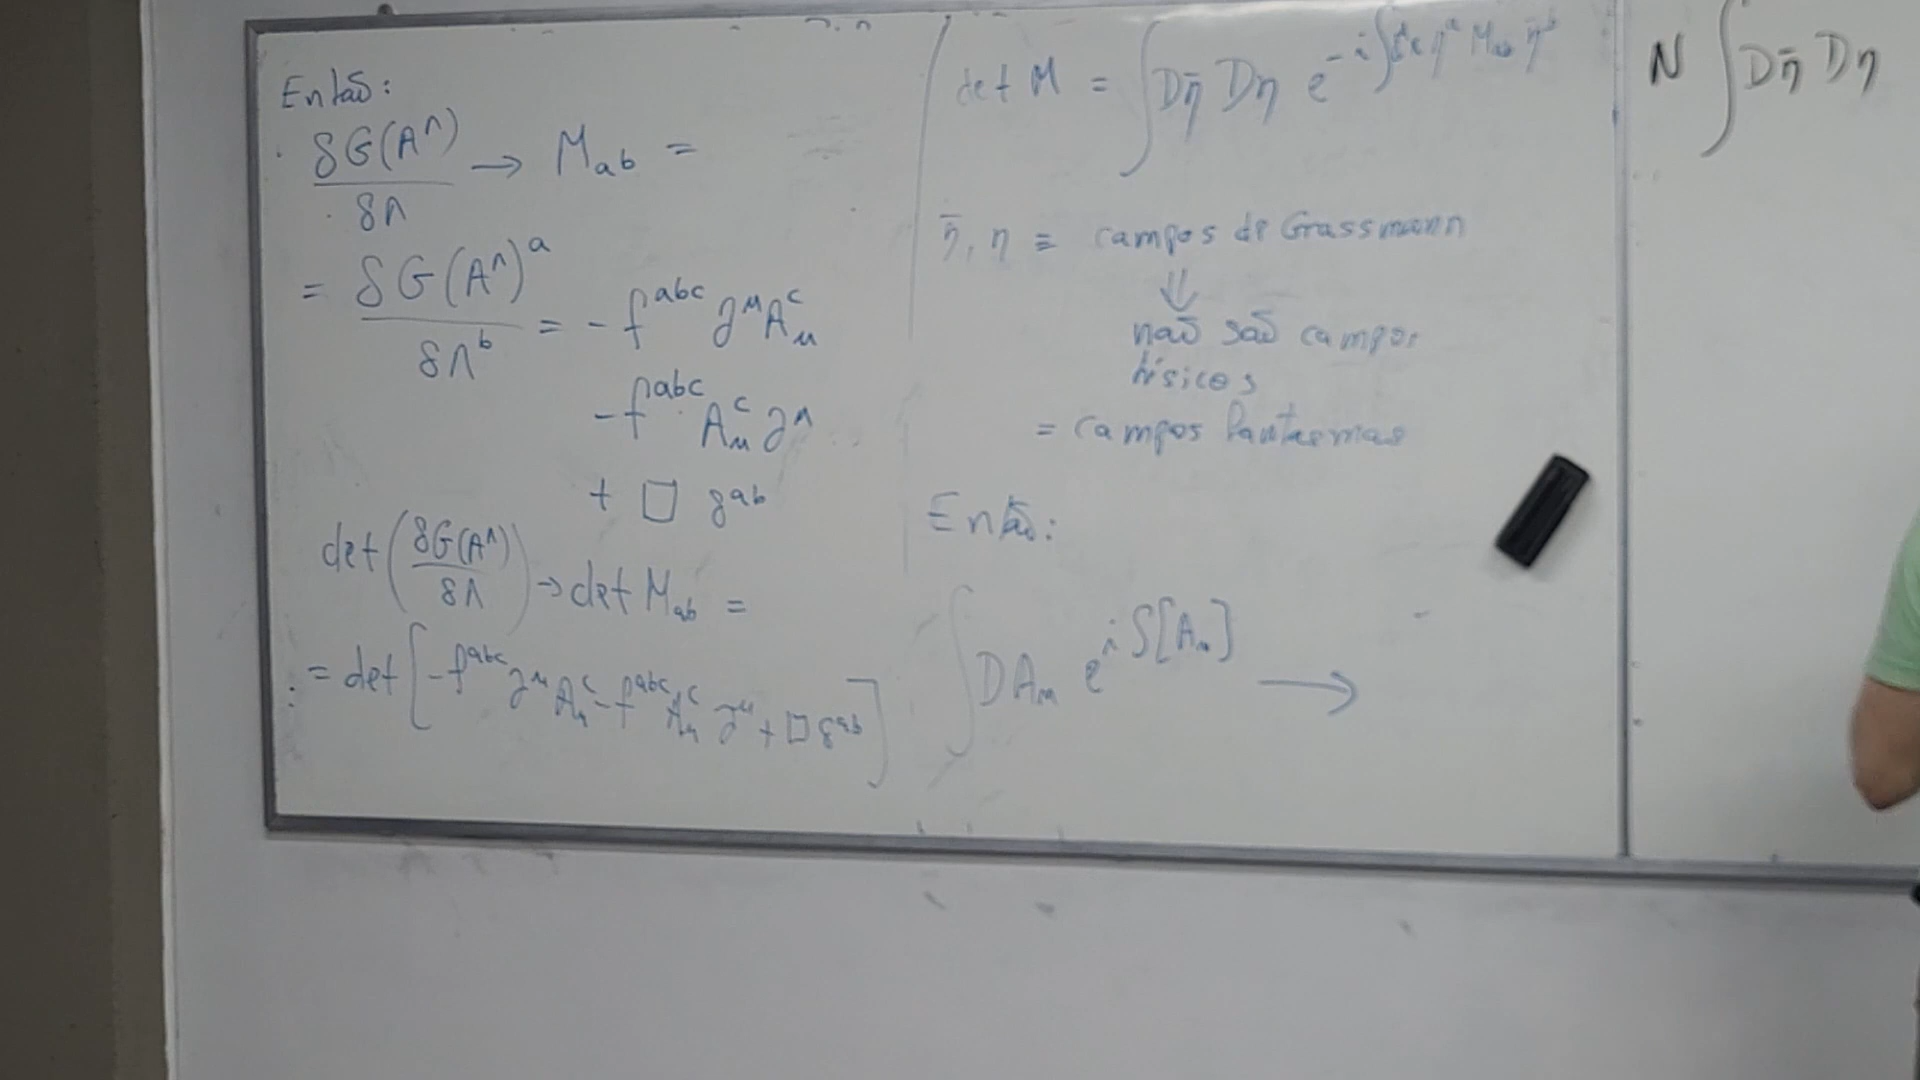 Então:
δG(A^Λ)/δΛ → M_ab =
= δG(A^Λ)^a/δΛ^b = - f^abc ∂^μ A_μ^c
- f^abc A_μ^c ∂^μ
+ □ δ^ab
det(δG(A^Λ)/δΛ) → det M_ab =
= det[-f^abc ∂^μ A_μ^c - f^abc A_μ^c ∂^μ + □ δ^ab]
det M = ∫ Dη̄ Dη e^{-i∫d⁴x η̄^a M_ab η^b}
η̄, η ≡ campos de Grassmann
⇓
não são campos
físicos
= campos fantasmas
Então:
∫ DA_μ e^{iS[A_μ]} →
N ∫ Dη̄ Dη